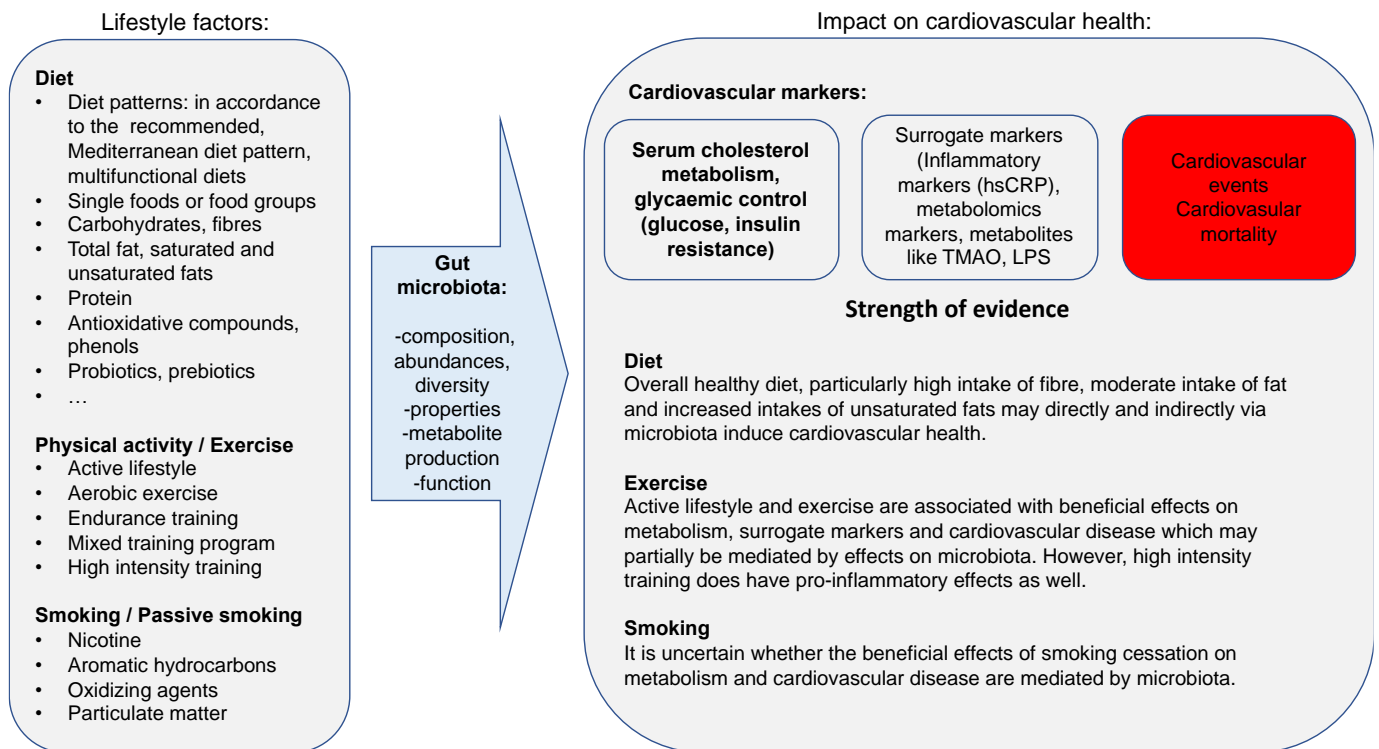 Lifestyle factors:
Diet
• Diet patterns: in accordance
to the recommended,
Mediterranean diet pattern,
multifunctional diets
• Single foods or food groups
• Carbohydrates, fibres
• Total fat, saturated and
unsaturated fats
• Protein
• Antioxidative compounds,
phenols
• Probiotics, prebiotics
• …
Physical activity / Exercise
• Active lifestyle
• Aerobic exercise
• Endurance training
• Mixed training program
• High intensity training
Smoking / Passive smoking
• Nicotine
• Aromatic hydrocarbons
• Oxidizing agents
• Particulate matter
Gut
microbiota:
-composition,
abundances,
diversity
-properties
-metabolite
production
-function
Impact on cardiovascular health:
Cardiovascular markers:
Serum cholesterol
metabolism,
glycaemic control
(glucose, insulin
resistance)
Surrogate markers
(Inflammatory
markers (hsCRP),
metabolomics
markers, metabolites
like TMAO, LPS
Cardiovascular
events
Cardiovasular
mortality
Strength of evidence
Diet
Overall healthy diet, particularly high intake of fibre, moderate intake of fat
and increased intakes of unsaturated fats may directly and indirectly via
microbiota induce cardiovascular health.
Exercise
Active lifestyle and exercise are associated with beneficial effects on
metabolism, surrogate markers and cardiovascular disease which may
partially be mediated by effects on microbiota. However, high intensity
training does have pro-inflammatory effects as well.
Smoking
It is uncertain whether the beneficial effects of smoking cessation on
metabolism and cardiovascular disease are mediated by microbiota.